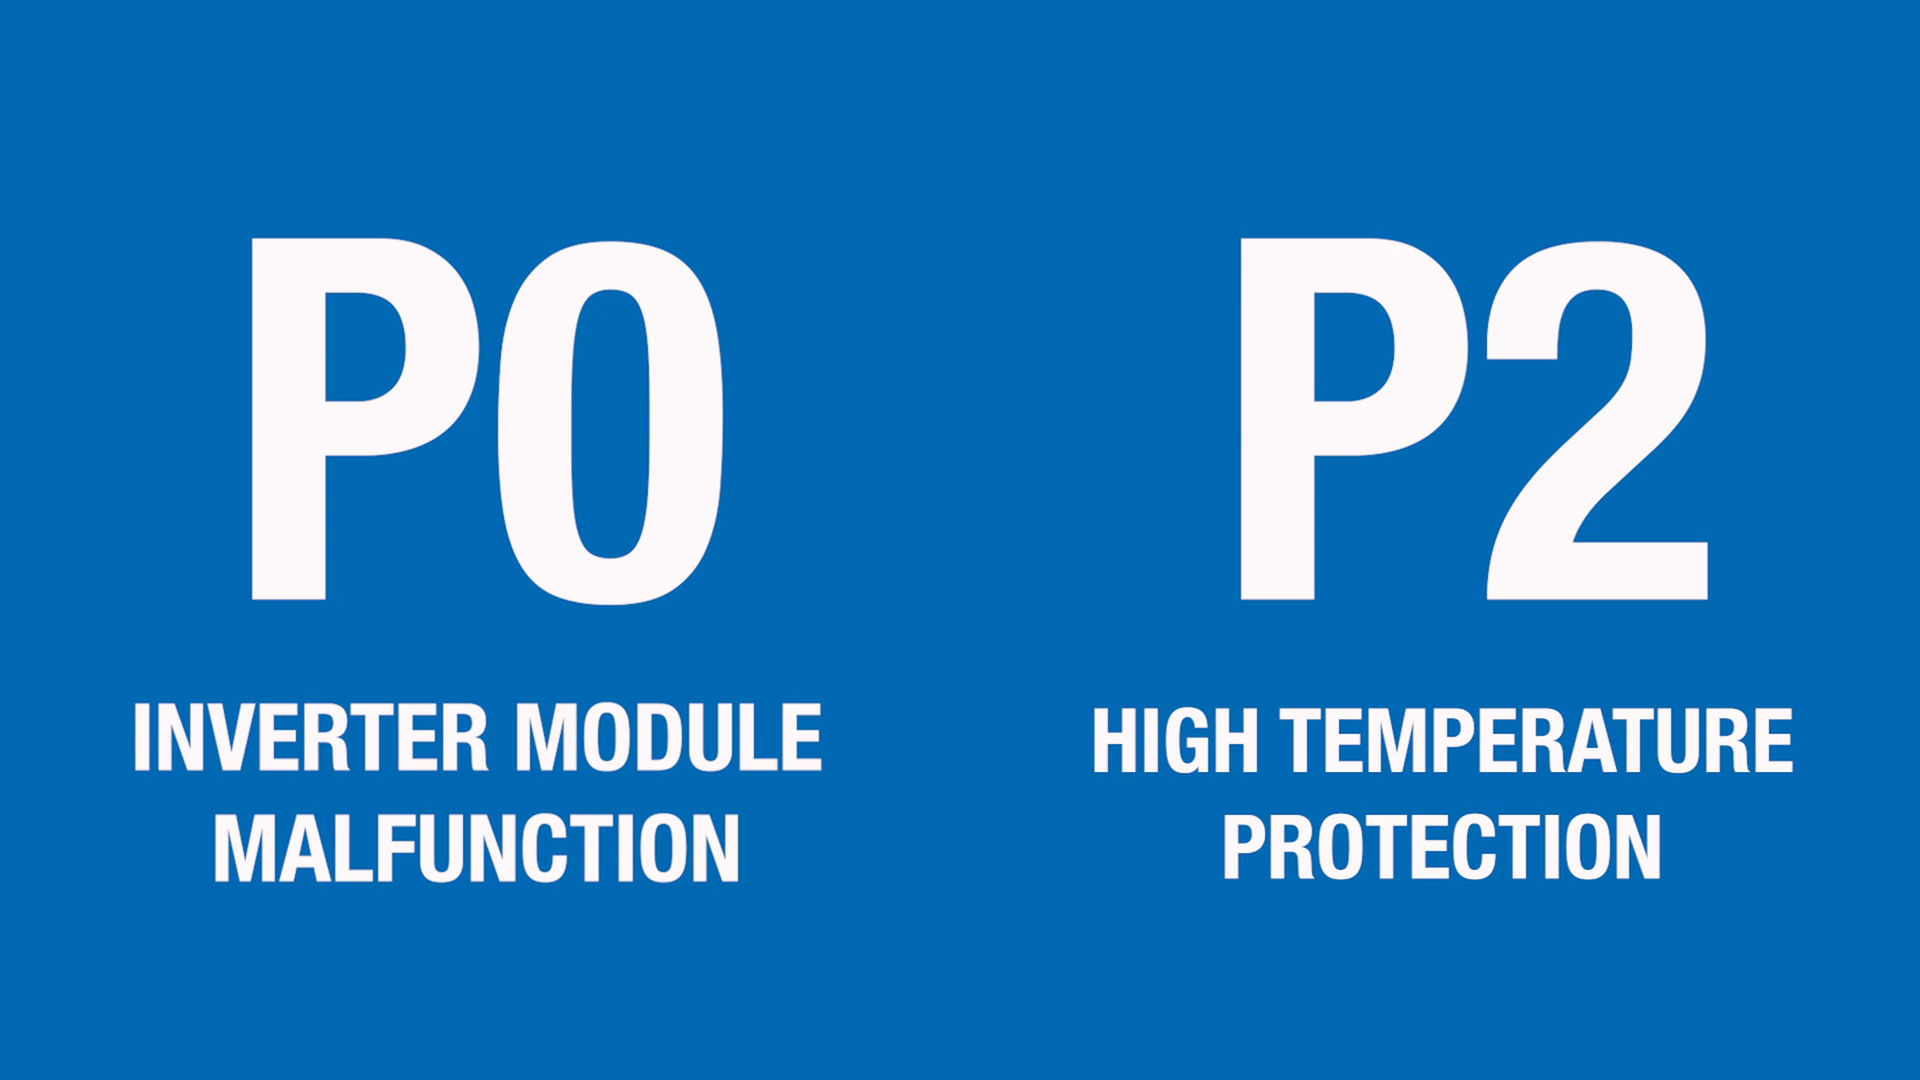 P0
INVERTER MODULE
MALFUNCTION
P2
HIGH TEMPERATURE
PROTECTION